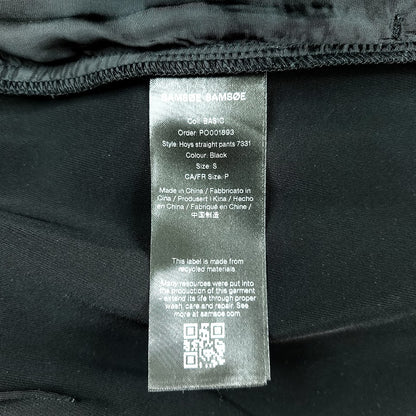 SAMSØE SAMSØE
Coll: BASIC
Order: PO001893
Style: Hoys straight pants 7331
Colour: Black
Size: S
CA/FR Size: P
Made in China / Fabbricato in
Cina / Produsert i Kina / Hecho
en China / Fabriqué en Chine /
中国制造
This label is made from
recycled materials.
Many resources were put into
the production of this garment
- extend its life through proper
wash, care and repair. See
more at samsoe.com